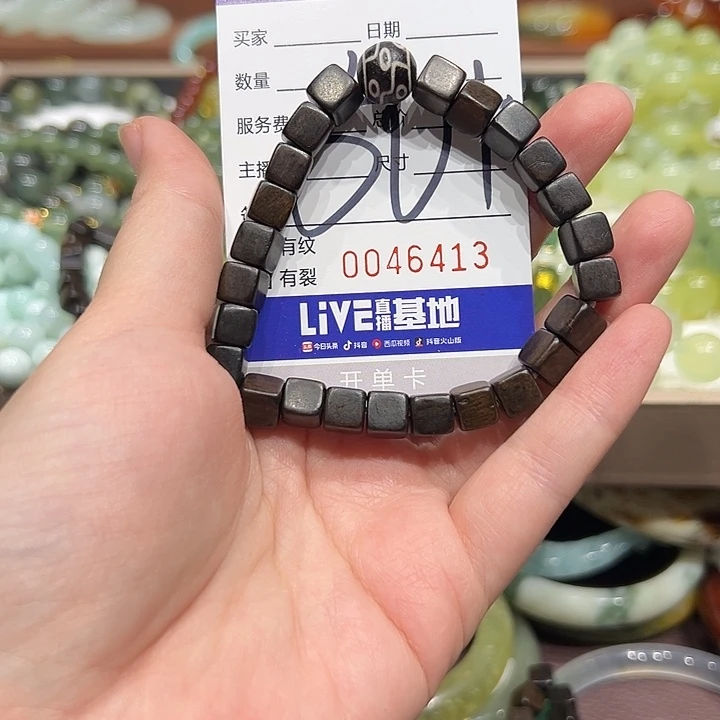 买家 日期
数量
服务费 总价
主播 尺寸
有纹
有裂 0046413
LiVE直播基地
今日头条 抖音 西瓜视频 抖音火山版
开单卡